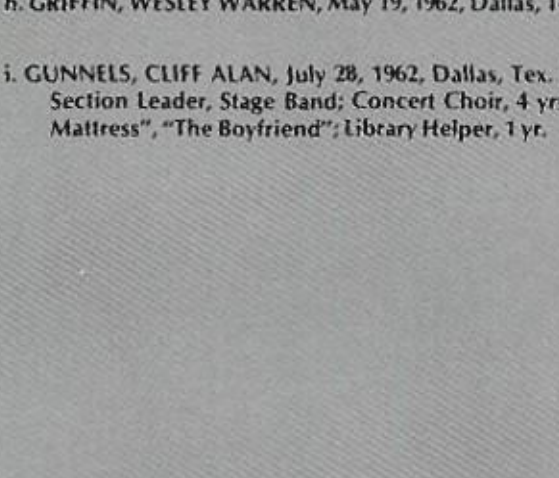 h. GRIFFIN, WESLEY WARREN, May 19, 1962, Dallas,
i. GUNNELS, CLIFF ALAN, July 28, 1962, Dallas, Tex.
Section Leader, Stage Band; Concert Choir, 4 yr
Mattress”, “The Boyfriend”; Library Helper, 1 yr.